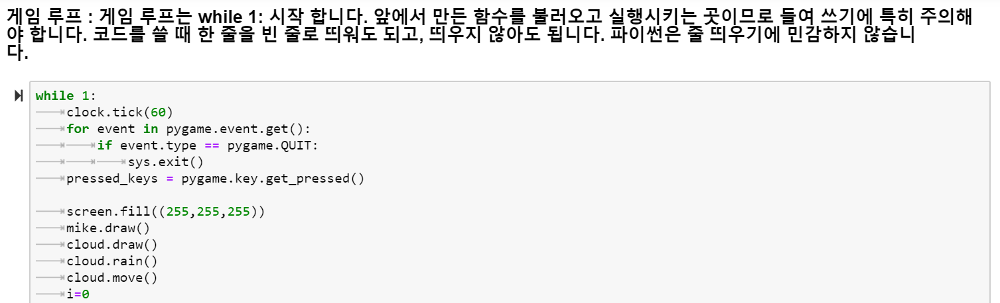 게임 루프 : 게임 루프는 while 1: 시작 합니다. 앞에서 만든 함수를 불러오고 실행시키는 곳이므로 들여 쓰기에 특히 주의해
야 합니다. 코드를 쓸 때 한 줄을 빈 줄로 띄워도 되고, 띄우지 않아도 됩니다. 파이썬은 줄 띄우기에 민감하지 않습니
다.
while 1:
clock.tick(60)
for event in pygame.event.get():
if event.type == pygame.QUIT:
sys.exit()
pressed_keys = pygame.key.get_pressed()
screen.fill((255,255,255))
mike.draw()
cloud.draw()
cloud.rain()
cloud.move()
i=0